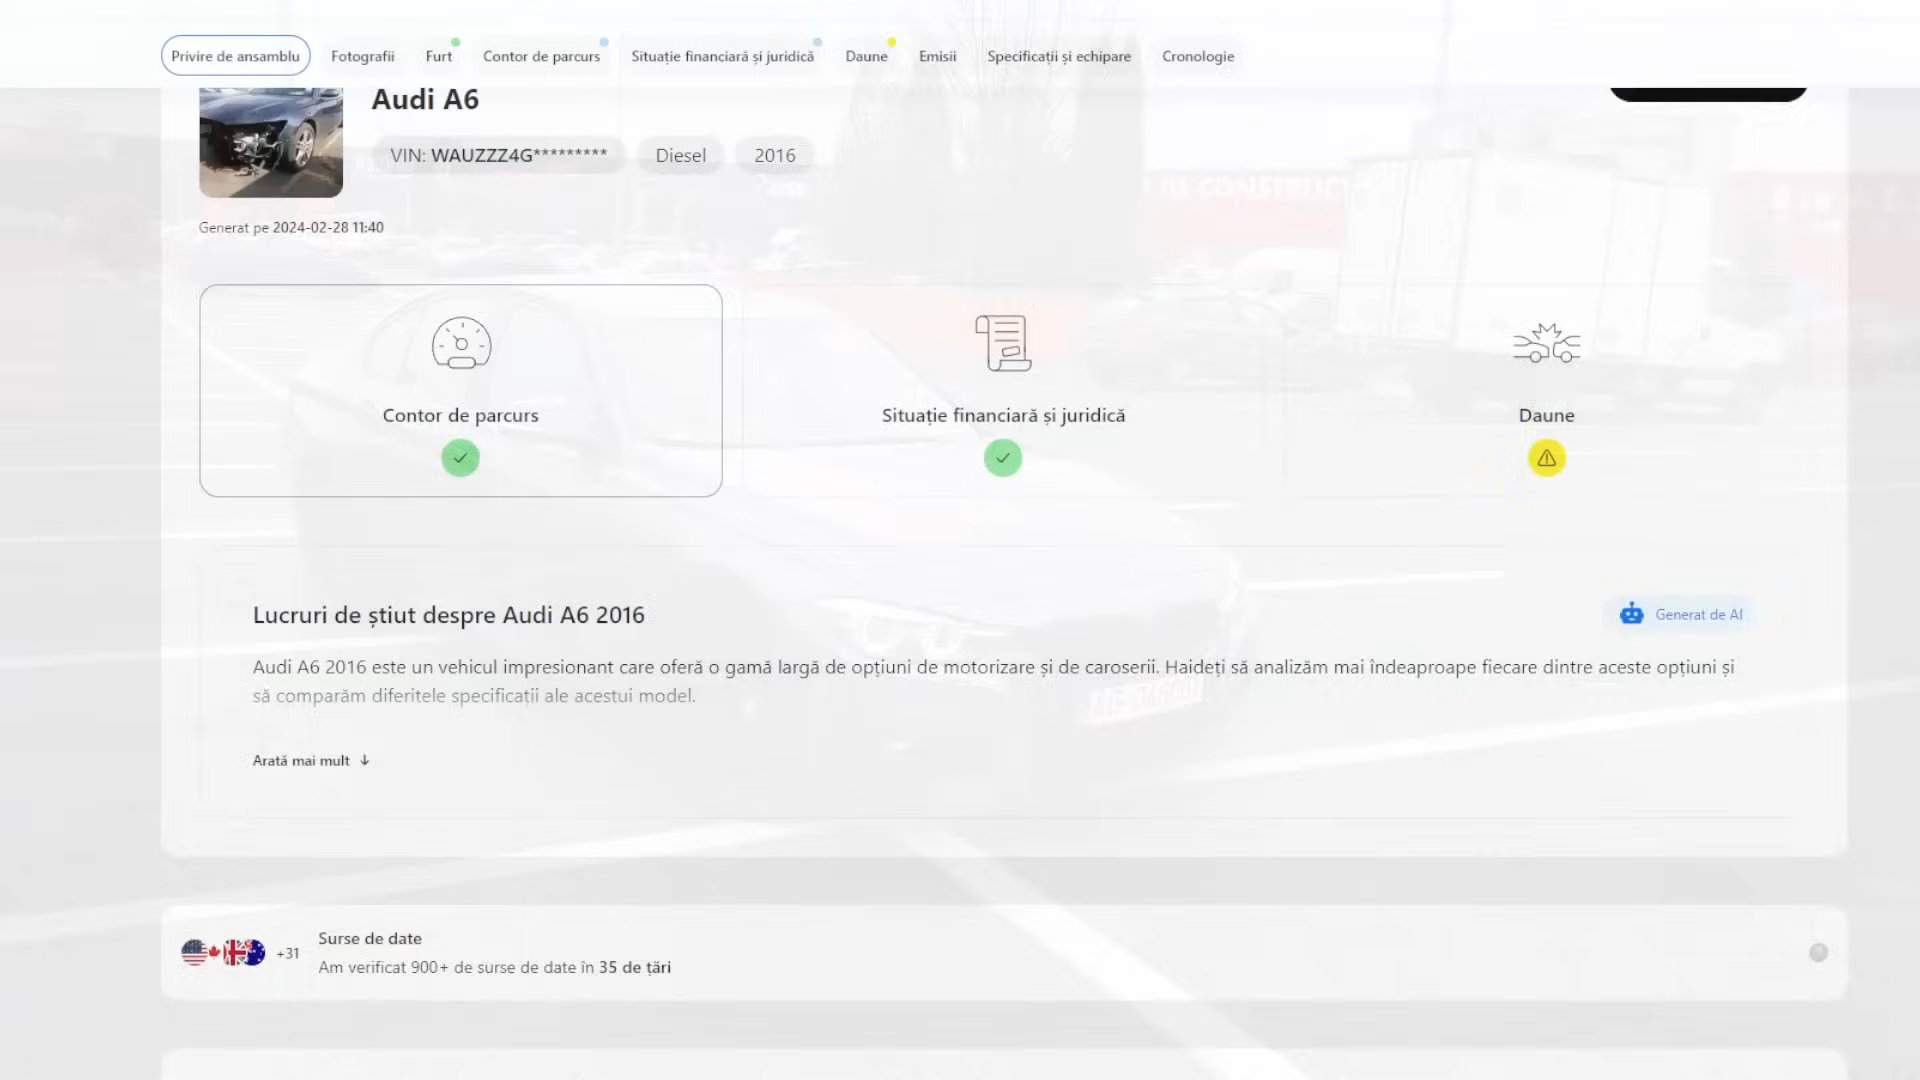 Privire de ansamblu Fotografii Furt Contor de parcurs Situație financiară și juridică Daune Emisii Specificații și echipare Cronologie
Audi A6
VIN: WAUZZZ4G********* Diesel 2016
Generat pe 2024-02-28 11:40
Contor de parcurs
Situație financiară și juridică
Daune
Lucruri de știut despre Audi A6 2016
Generat de AI
Audi A6 2016 este un vehicul impresionant care oferă o gamă largă de opțiuni de motorizare și de caroserii. Haideți să analizăm mai îndeaproape fiecare dintre aceste opțiuni și
să comparăm diferitele specificații ale acestui model.
Arată mai mult ↓
+31
Surse de date
Am verificat 900+ de surse de date în 35 de țări